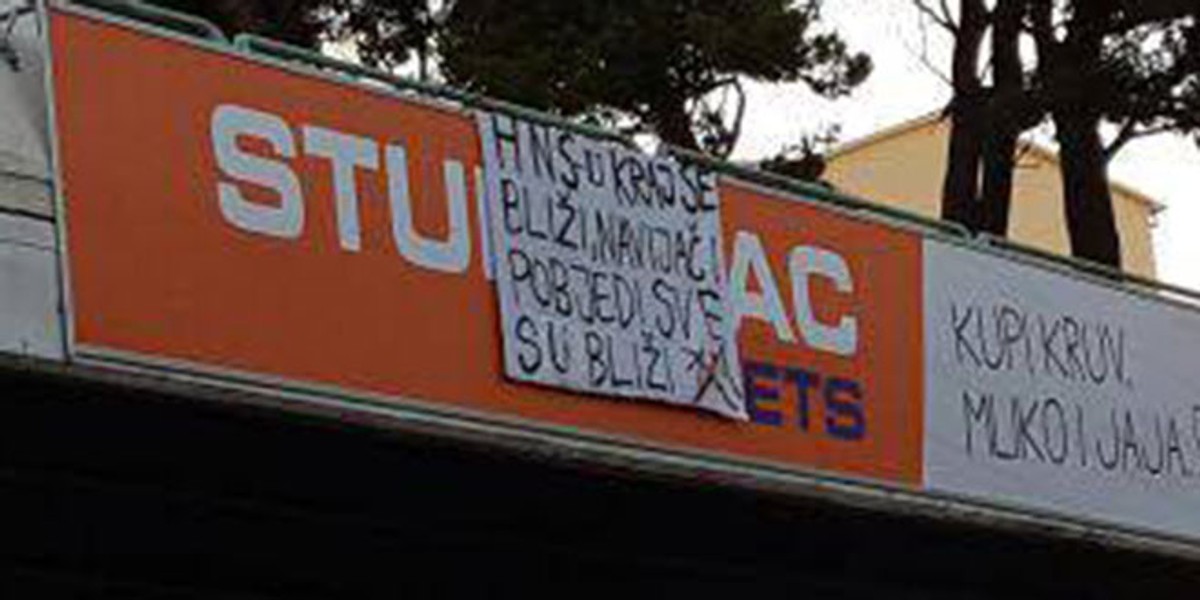 STU AC
ETS
HNS-U KRAJ SE
BLIŽI, NAVIJAČI
POBJEDI SVE
SU BLIŽI
KUPI KRUV,
MLIKO I JAJA!